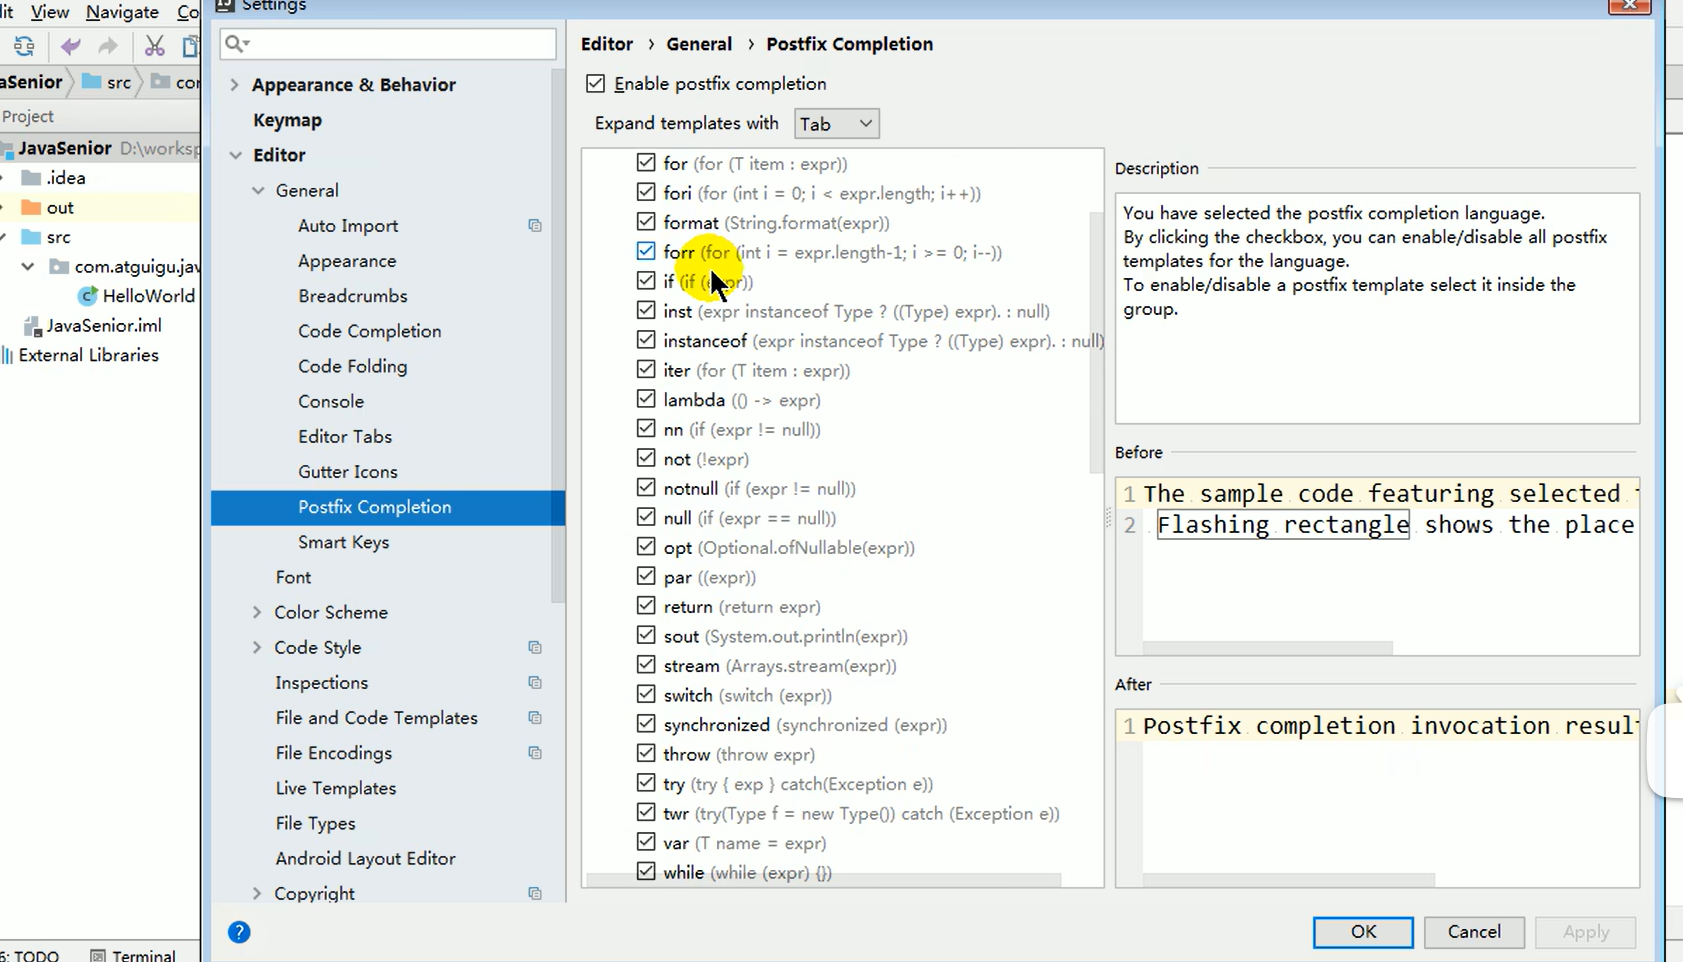 View Navigate
Settings
Senior src
Project
JavaSenior
.idea
out
src
com.atguigu.jav
HelloWorld
JavaSenior.iml
External Libraries
6: TODO Terminal
Appearance & Behavior
Keymap
Editor
General
Auto Import
Appearance
Breadcrumbs
Code Completion
Code Folding
Console
Editor Tabs
Gutter Icons
Postfix Completion
Smart Keys
Font
Color Scheme
Code Style
Inspections
File and Code Templates
File Encodings
Live Templates
File Types
Android Layout Editor
Copyright
Editor › General › Postfix Completion
Enable postfix completion
Expand templates with Tab
for (for (T item : expr))
fori (for (int i = 0; i < expr.length; i++))
format (String.format(expr))
forr (for (int i = expr.length-1; i >= 0; i--))
if (if (expr))
inst (expr instanceof Type ? ((Type) expr). : null)
instanceof (expr instanceof Type ? ((Type) expr). : null)
iter (for (T item : expr))
lambda (() -> expr)
nn (if (expr != null))
not (!expr)
notnull (if (expr != null))
null (if (expr == null))
opt (Optional.ofNullable(expr))
par ((expr))
return (return expr)
sout (System.out.println(expr))
stream (Arrays.stream(expr))
switch (switch (expr))
synchronized (synchronized (expr))
throw (throw expr)
try (try { exp } catch(Exception e))
twr (try(Type f = new Type()) catch (Exception e))
var (T name = expr)
while (while (expr) {})
Description
You have selected the postfix completion language.
By clicking the checkbox, you can enable/disable all postfix
templates for the language.
To enable/disable a postfix template select it inside the
group.
Before
1 The sample code featuring selected
2 Flashing rectangle shows the place
After
1 Postfix completion invocation resul
? OK Cancel Apply